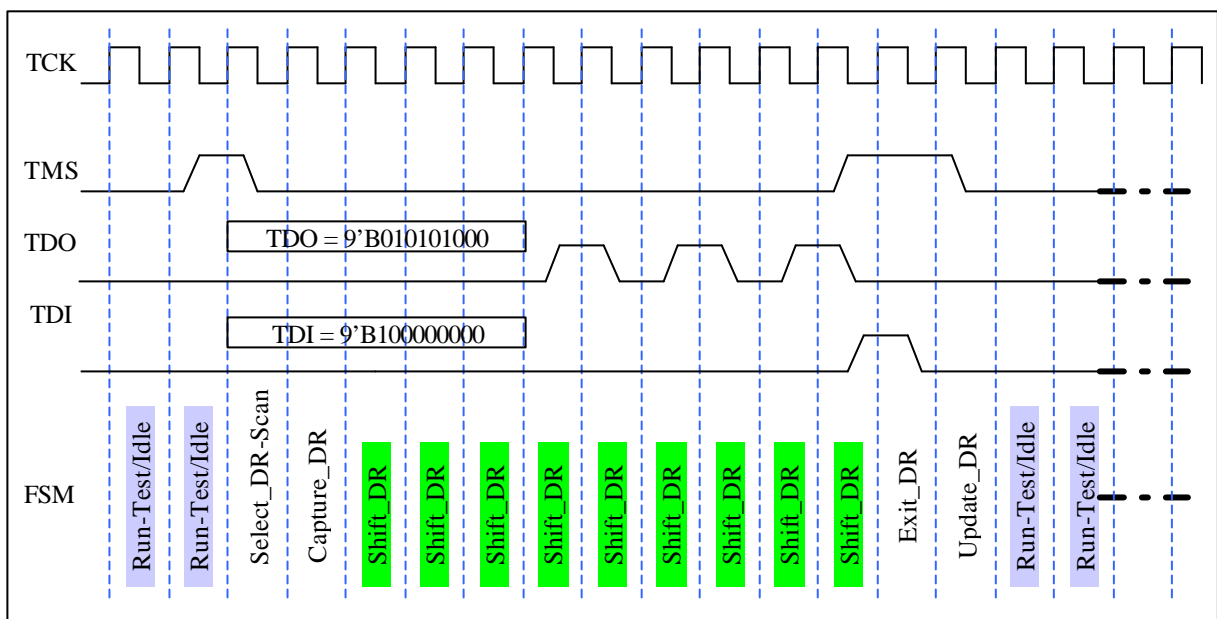 TCK
TMS
TDO
TDO = 9'B010101000
TDI
TDI = 9'B100000000
FSM
Run-Test/Idle
Run-Test/Idle
Select_DR-Scan
Capture_DR
Shift_DR
Shift_DR
Shift_DR
Shift_DR
Shift_DR
Shift_DR
Shift_DR
Shift_DR
Shift_DR
Exit_DR
Update_DR
Run-Test/Idle
Run-Test/Idle